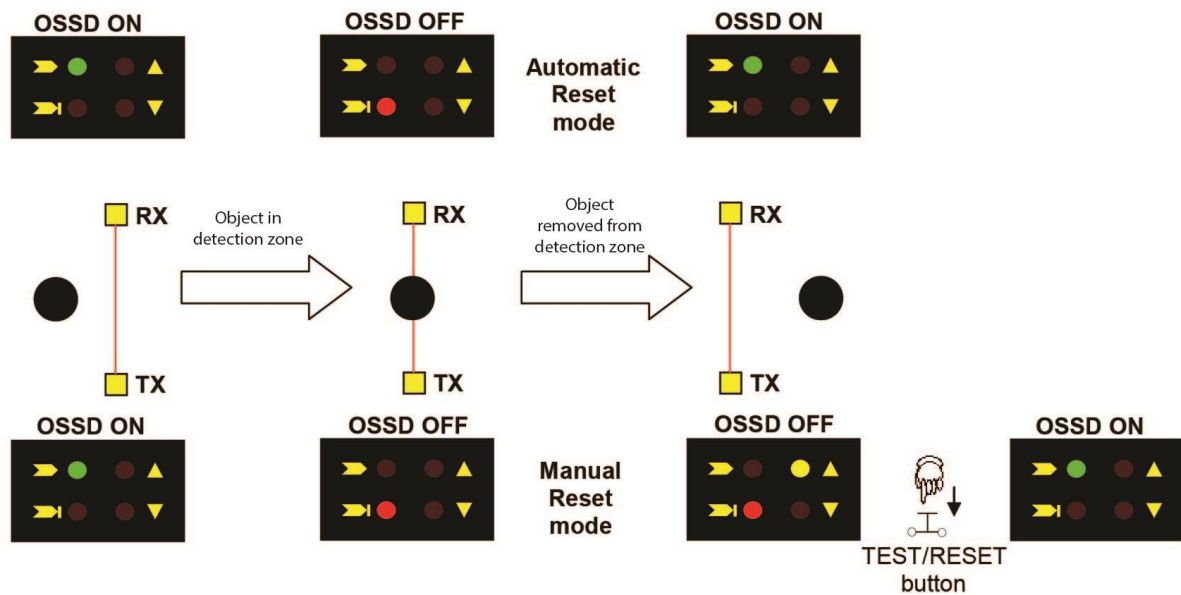 OSSD ON
OSSD OFF
OSSD ON
Automatic
Reset
mode
RX
Object in
detection zone
RX
Object
removed from
detection zone
RX
TX
TX
TX
OSSD ON
OSSD OFF
OSSD OFF
OSSD ON
Manual
Reset
mode
TEST/RESET
button